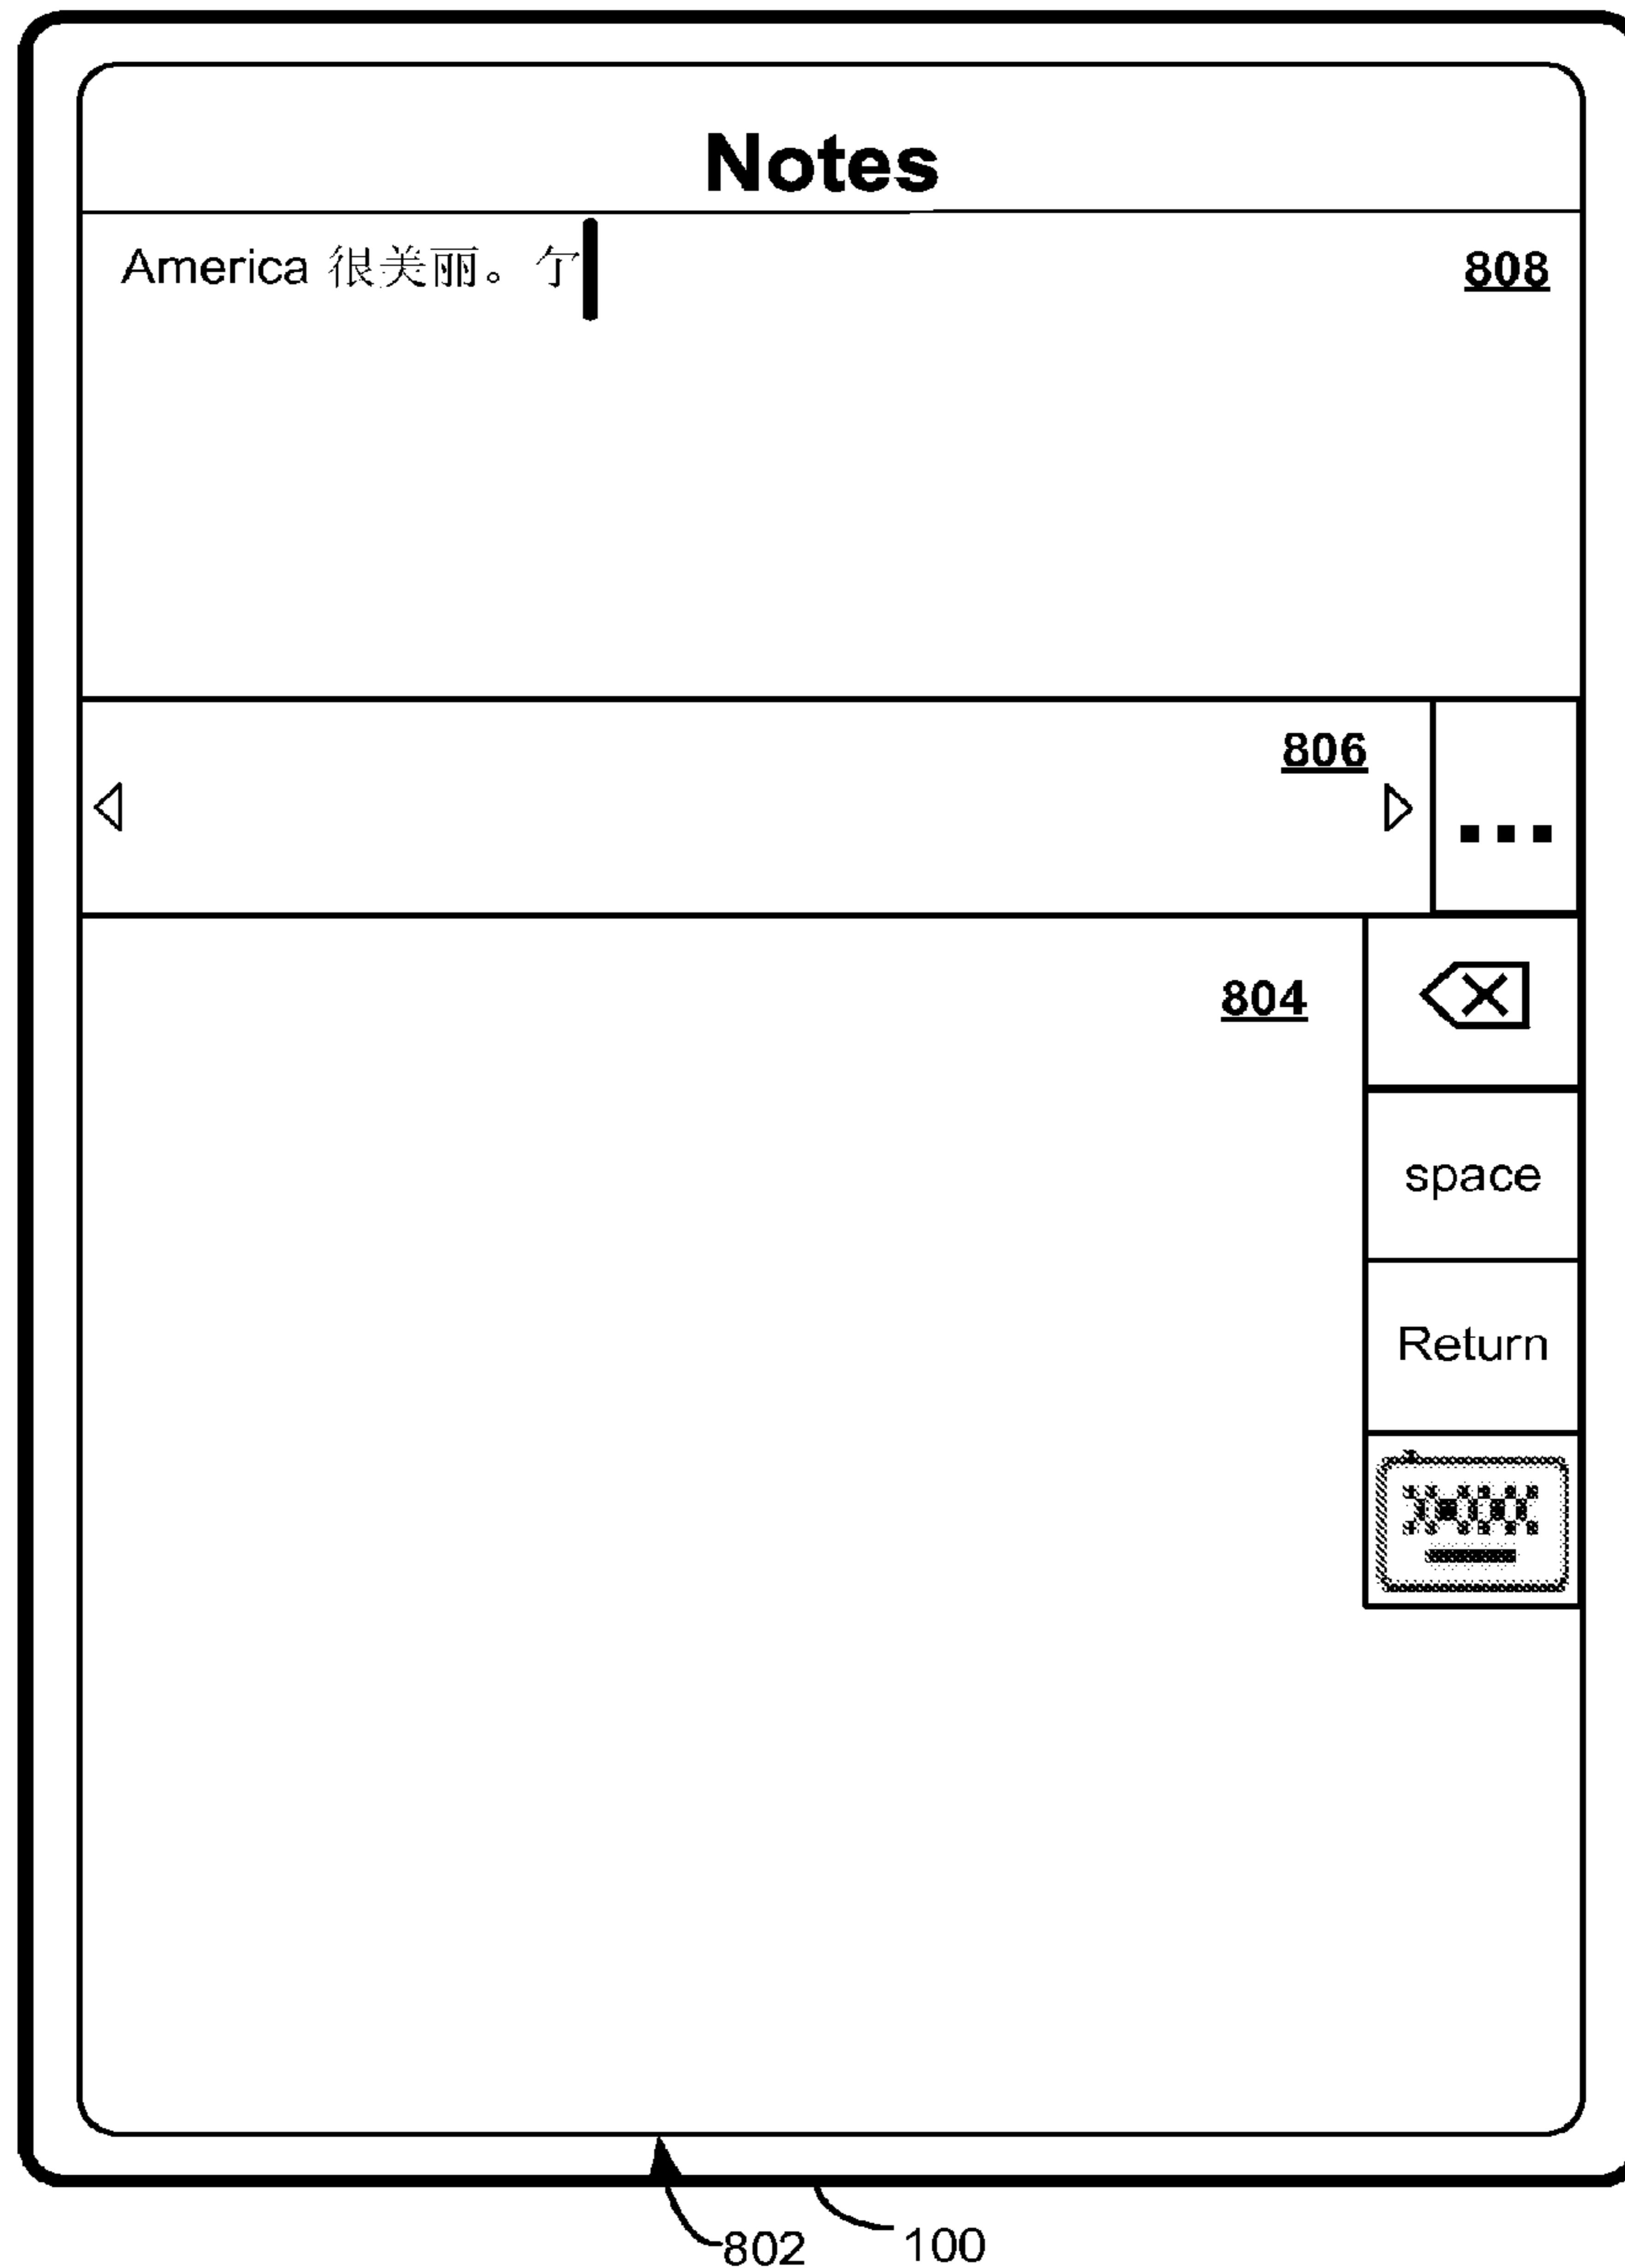 Notes
America 很美丽。亇
808
806
...
804
space
Return
802
100